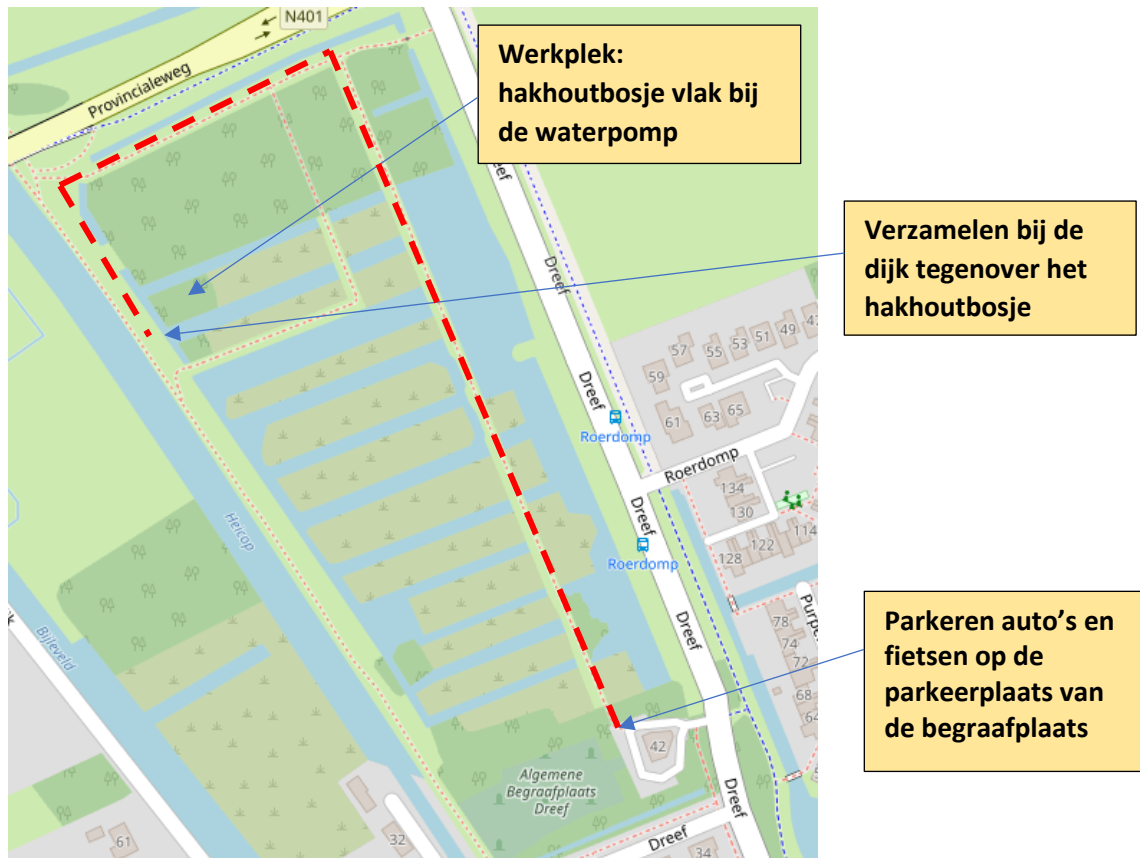 N401
Provincialeweg
Werkplek:
hakhoutbosje vlak bij
de waterpomp
Verzamelen bij de
dijk tegenover het
hakhoutbosje
Dreef
Dreef
Dreef
57
55
53
51
49
59
61
63
65
Roerdomp
Roerdomp
134
130
Dreef
114
122
128
Roerdomp
Heicop
Bijleveld
78
74
72
68
64
Dreef
Parkeren auto’s en
fietsen op de
parkeerplaats van
de begraafplaats
42
Algemene
Begraafplaats
Dreef
Dreef
Dreef
32
34
61